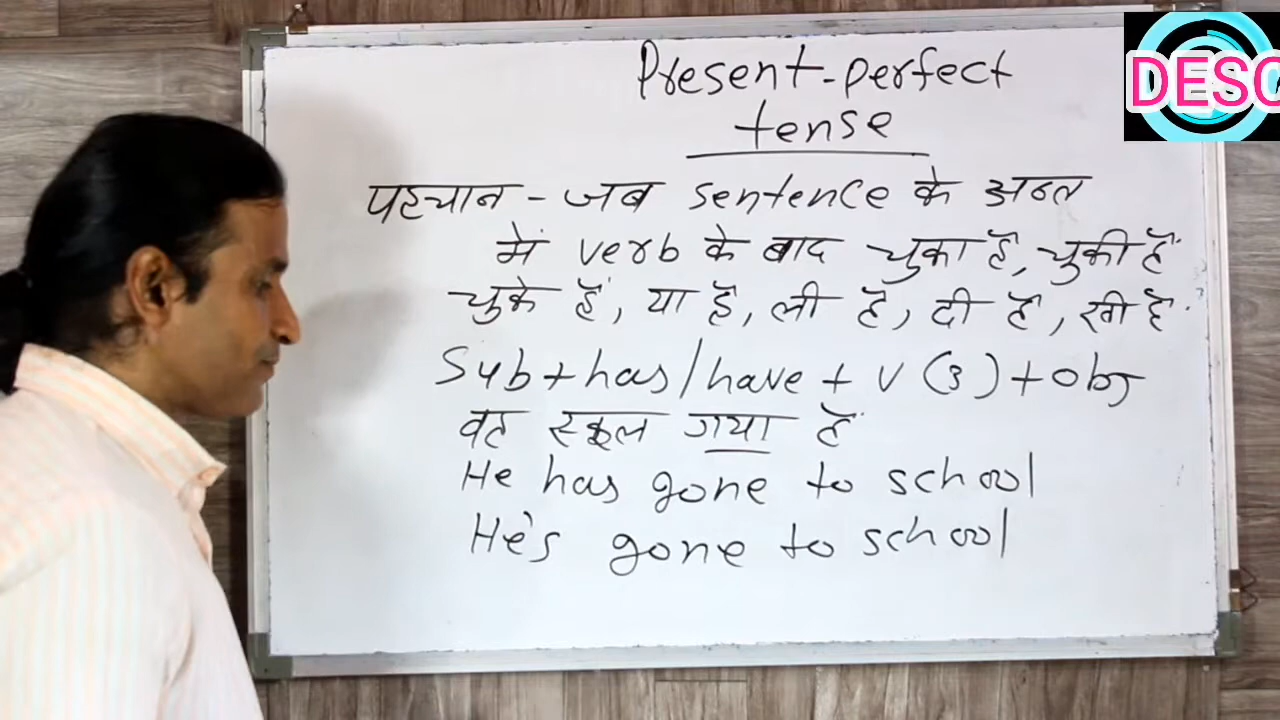 Present-perfect
tense
DESC
पहचान - जब sentence के अन्त
में verb के बाद चुका है, चुकी है
चुके हैं, या है, ली है, दी है, है
Sub+has/have + V(3)+obj
वह स्कूल गया है
He has gone to school
He's gone to school